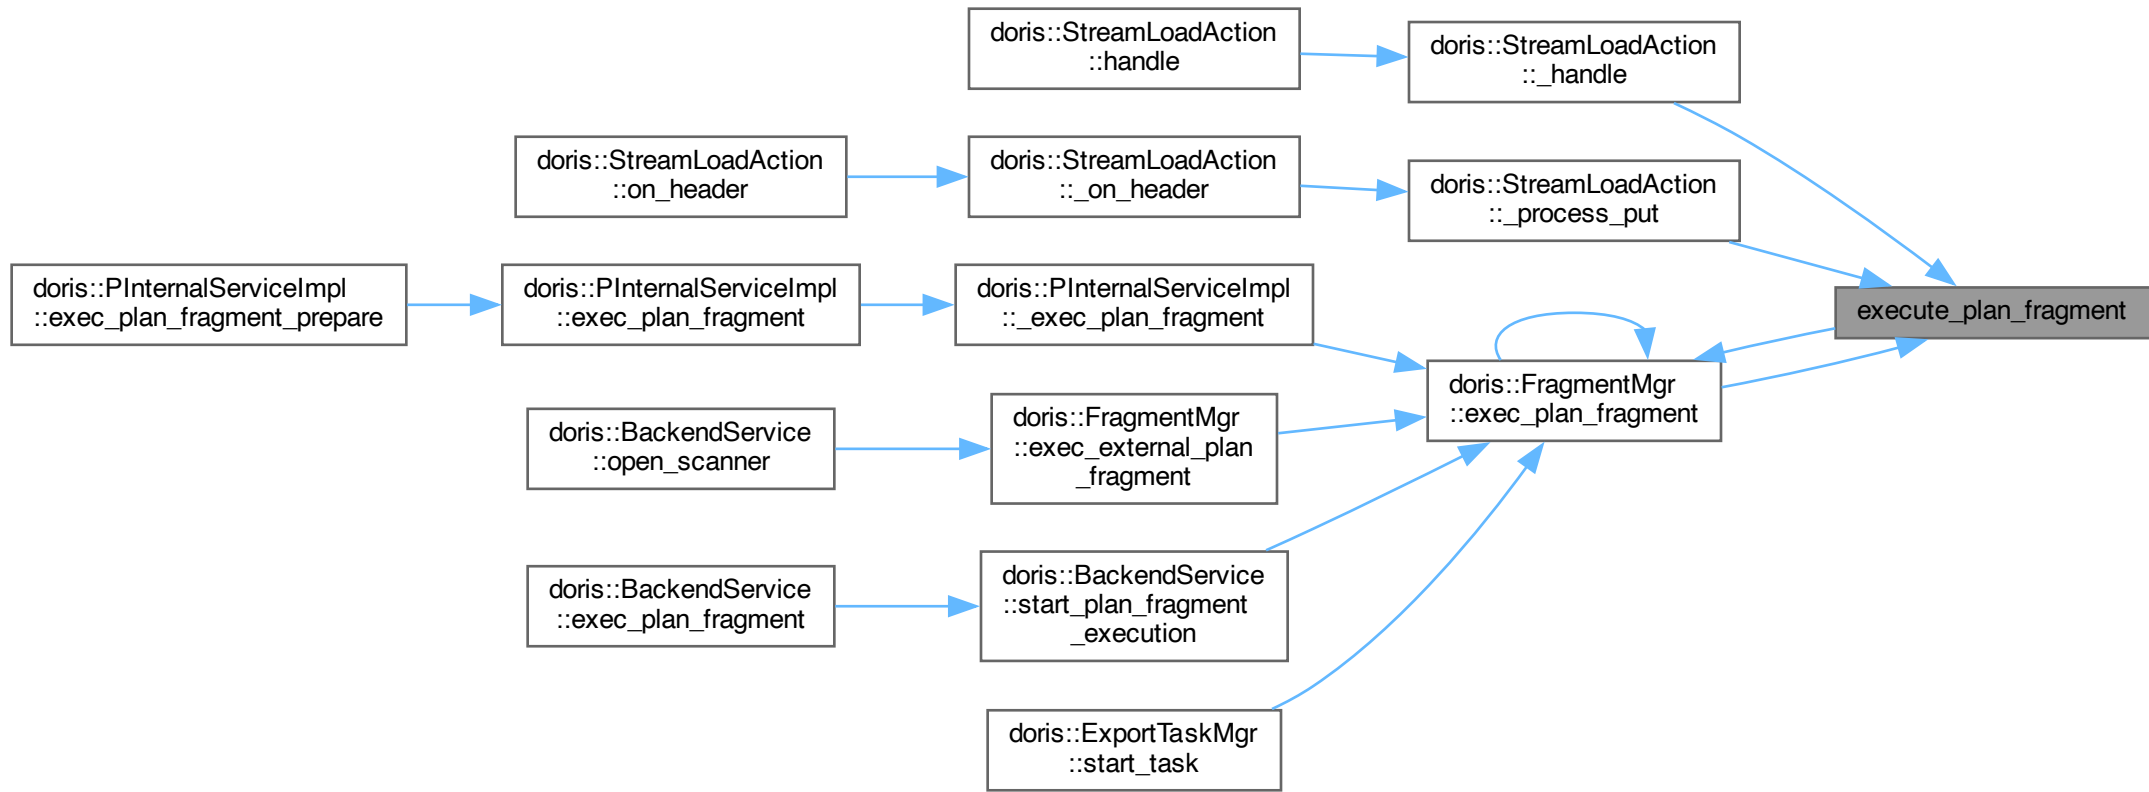 doris::StreamLoadAction
::handle
doris::StreamLoadAction
::_handle
doris::StreamLoadAction
::on_header
doris::StreamLoadAction
::_on_header
doris::StreamLoadAction
::_process_put
doris::PInternalServiceImpl
::exec_plan_fragment_prepare
doris::PInternalServiceImpl
::exec_plan_fragment
doris::PInternalServiceImpl
::_exec_plan_fragment
execute_plan_fragment
doris::FragmentMgr
::exec_plan_fragment
doris::BackendService
::open_scanner
doris::FragmentMgr
::exec_external_plan
_fragment
doris::BackendService
::exec_plan_fragment
doris::BackendService
::start_plan_fragment
_execution
doris::ExportTaskMgr
::start_task